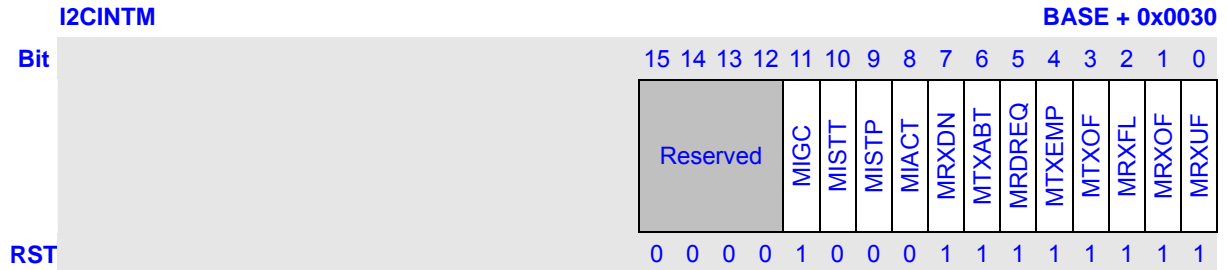 I2CINTM BASE + 0x0030
Bit 15 14 13 12 11 10 9 8 7 6 5 4 3 2 1 0
Reserved MIGC MISTT MISTP MIACT MRXDN MTXABT MRDREQ MTXEMP MTXOF MRXFL MRXOF MRXUF
RST 0 0 0 0 1 0 0 0 1 1 1 1 1 1 1 1